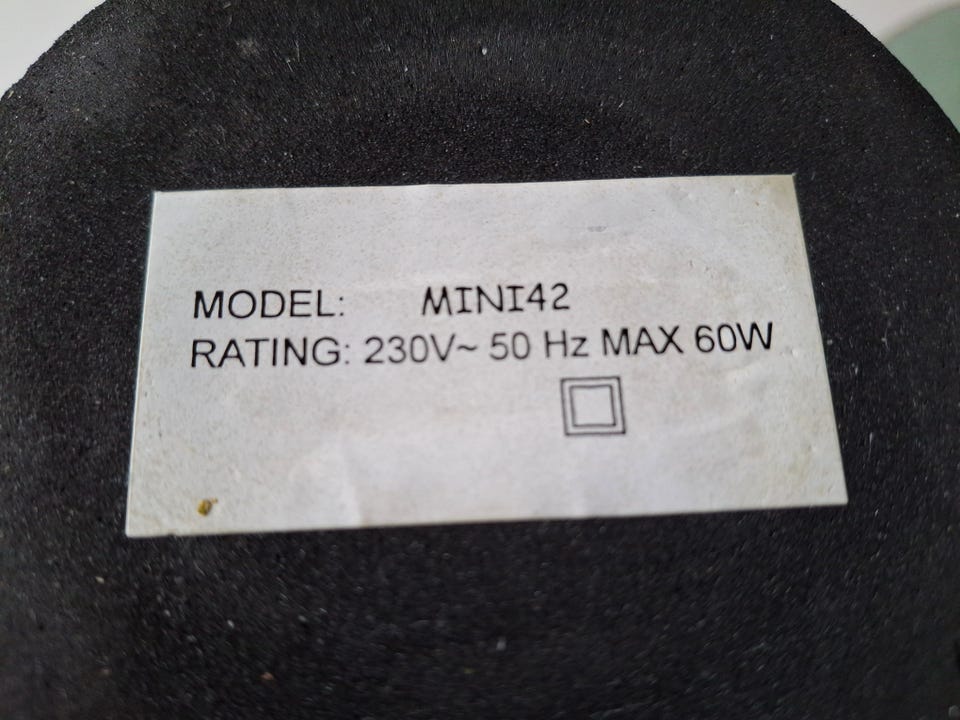 MODEL: MINI42
RATING: 230V~ 50 Hz MAX 60W